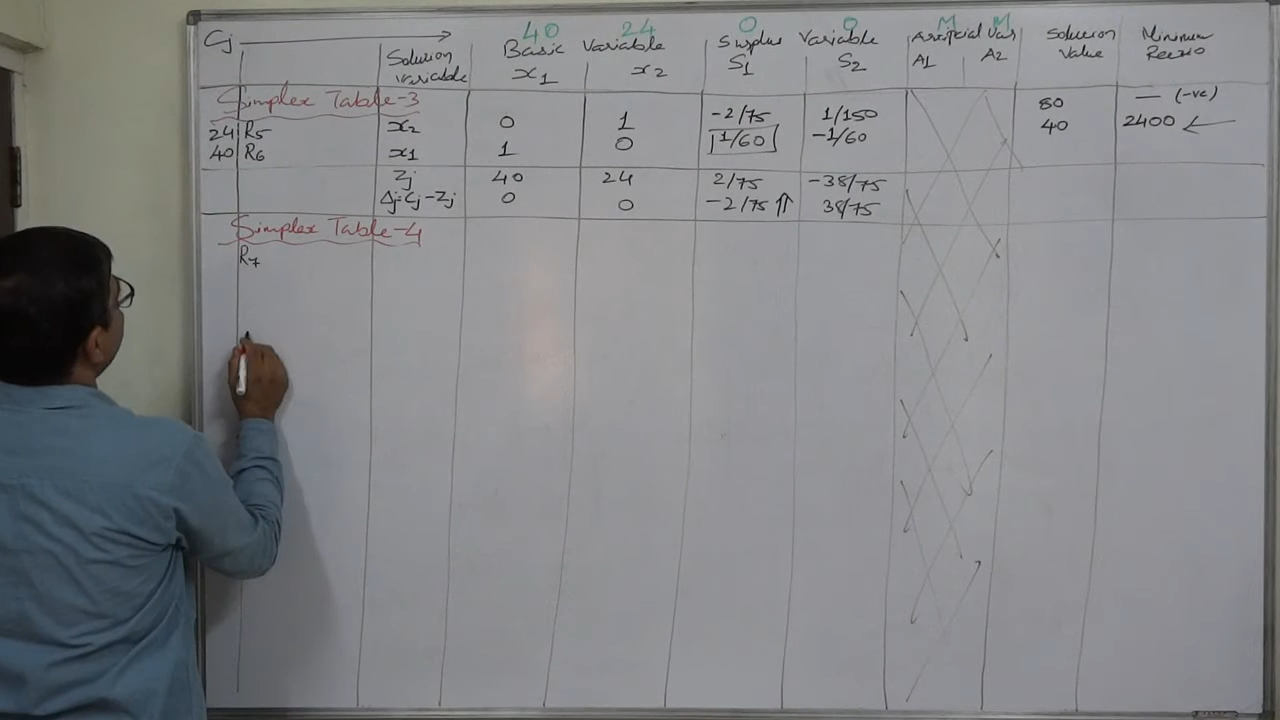 40 24 0 0 M M
Cj Basic Variable Surplus Variable Artificial Var Solution Minimum
Solution Variable x1 x2 S1 S2 A1 A2 Value Ratio
Simplex Table-3
24 R5 x2 0 1 -2/75 1/150 80 — (-ve)
40 R6 x1 1 0 1/60 -1/60 40 2400 ←
Zj 40 24 2/75 -38/75
Δj=Cj-Zj 0 0 -2/75 ⇑ 38/75
Simplex Table-4
R7